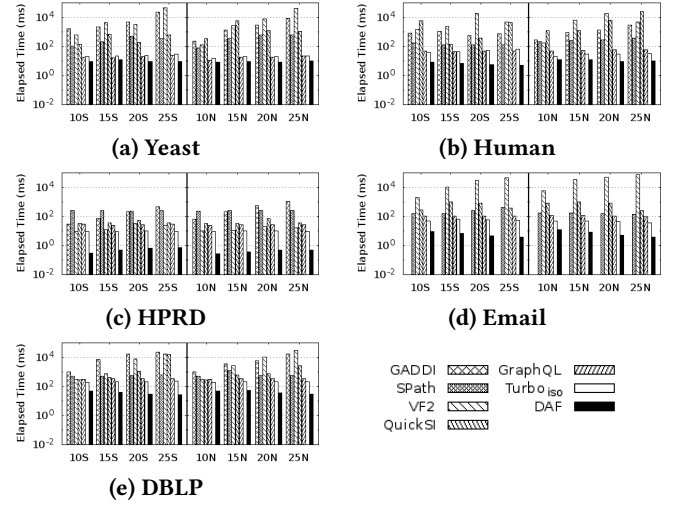 Elapsed Time (ms)
10^4
10^2
10^0
10^-2
10S 15S 20S 25S 10N 15N 20N 25N
(a) Yeast
Elapsed Time (ms)
10^4
10^2
10^0
10^-2
10S 15S 20S 25S 10N 15N 20N 25N
(b) Human
Elapsed Time (ms)
10^4
10^2
10^0
10^-2
10S 15S 20S 25S 10N 15N 20N 25N
(c) HPRD
Elapsed Time (ms)
10^4
10^2
10^0
10^-2
10S 15S 20S 25S 10N 15N 20N 25N
(d) Email
Elapsed Time (ms)
10^4
10^2
10^0
10^-2
10S 15S 20S 25S 10N 15N 20N 25N
(e) DBLP
GADDI
SPath
VF2
QuickSI
GraphQL
Turbo_iso
DAF